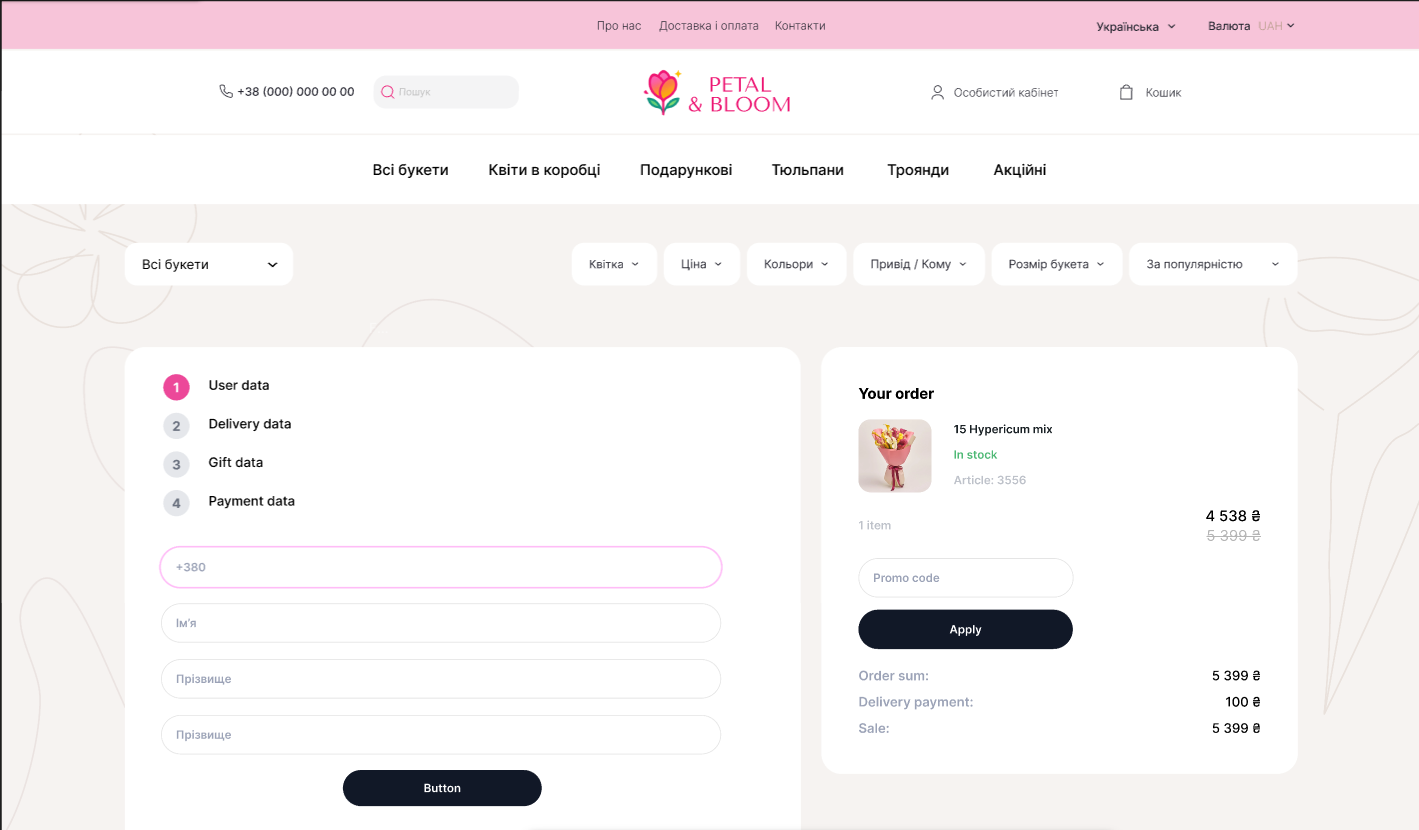 Про нас Доставка і оплата Контакти Українська Валюта UAH
+38 (000) 000 00 00 Пошук PETAL & BLOOM Особистий кабінет Кошик
Всі букети Квіти в коробці Подарункові Тюльпани Троянди Акційні
Всі букети Квітка Ціна Кольори Привід / Кому Розмір букета За популярністю
1 User data
2 Delivery data
3 Gift data
4 Payment data
+380
Ім'я
Прізвище
Прізвище
Button
Your order
15 Hypericum mix
In stock
Article: 3556
1 item 4 538 ₴
5 399 ₴
Promo code
Apply
Order sum: 5 399 ₴
Delivery payment: 100 ₴
Sale: 5 399 ₴